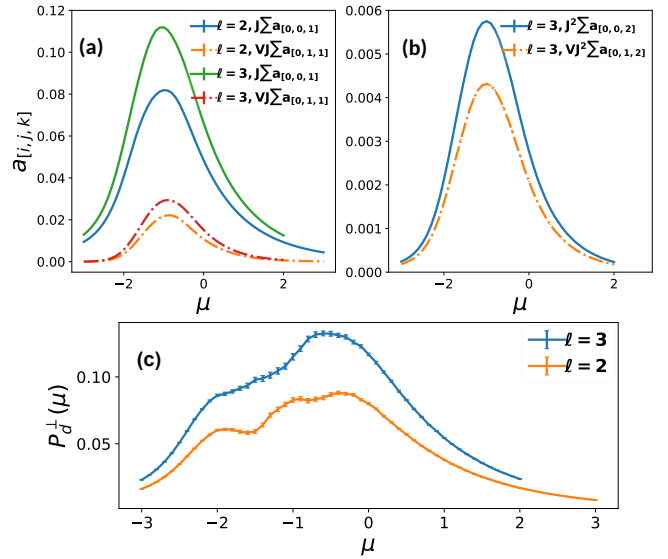 (a)
ℓ = 2, J∑a[0,0,1]
ℓ = 2, VJ∑a[0,1,1]
ℓ = 3, J∑a[0,0,1]
ℓ = 3, VJ∑a[0,1,1]
a[i,j,k]
0.12
0.10
0.08
0.06
0.04
0.02
0.00
−2
0
2
μ
(b)
ℓ = 3, J²∑a[0,0,2]
ℓ = 3, VJ²∑a[0,1,2]
0.006
0.005
0.004
0.003
0.002
0.001
0.000
−2
0
2
μ
(c)
ℓ = 3
ℓ = 2
P_d^⊥(μ)
0.10
0.05
−3
−2
−1
0
1
2
3
μ